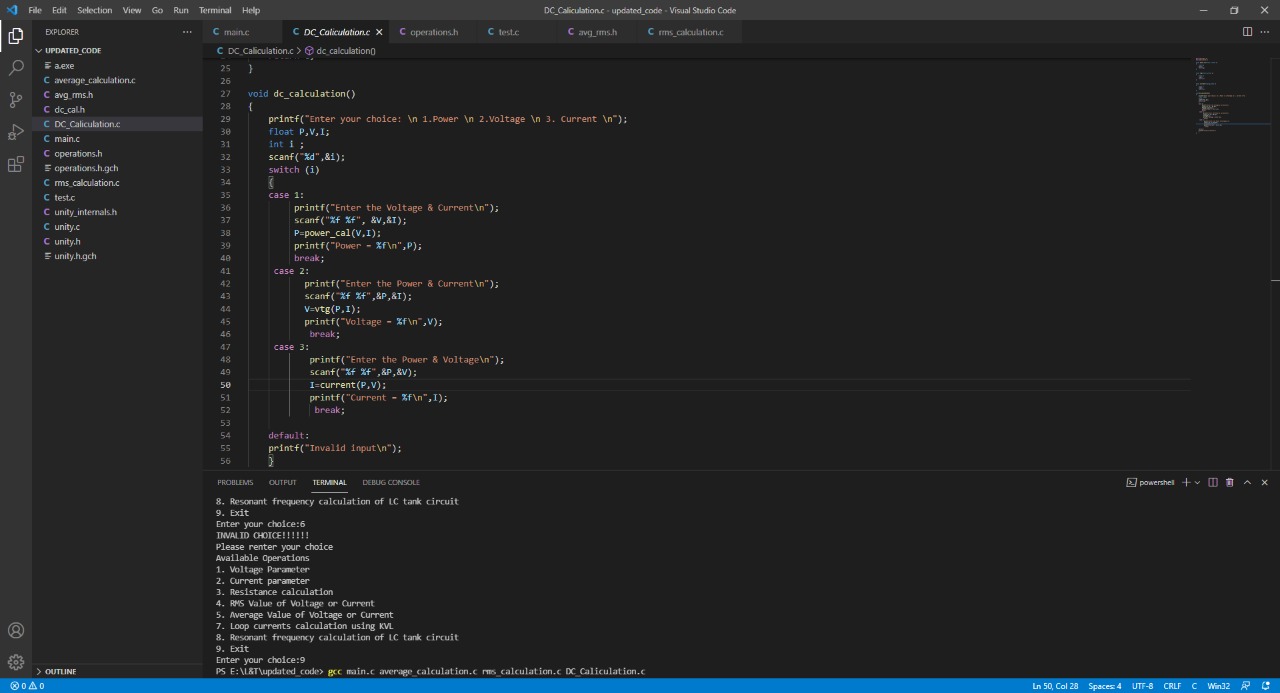 File Edit Selection View Go Run Terminal Help
DC_Caliculation.c - updated_code - Visual Studio Code
EXPLORER
UPDATED_CODE
a.exe
C average_calculation.c
C avg_rms.h
C dc_cal.h
C DC_Caliculation.c
C main.c
C operations.h
operations.h.gch
C rms_calculation.c
C test.c
C unity_internals.h
C unity.c
C unity.h
unity.h.gch
OUTLINE
C main.c C DC_Caliculation.c C operations.h C test.c C avg_rms.h C rms_calculation.c
C DC_Caliculation.c > dc_calculation()
25 }
26
27 void dc_calculation()
28 {
29 printf("Enter your choice: \n 1.Power \n 2.Voltage \n 3. Current \n");
30 float P,V,I;
31 int i ;
32 scanf("%d",&i);
33 switch (i)
34 {
35 case 1:
36 printf("Enter the Voltage & Current\n");
37 scanf("%f %f", &V,&I);
38 P=power_cal(V,I);
39 printf("Power - %f\n",P);
40 break;
41 case 2:
42 printf("Enter the Power & Current\n");
43 scanf("%f %f",&P,&I);
44 V=vtg(P,I);
45 printf("Voltage - %f\n",V);
46 break;
47 case 3:
48 printf("Enter the Power & Voltage\n");
49 scanf("%f %f",&P,&V);
50 I=current(P,V);
51 printf("Current - %f\n",I);
52 break;
53
54 default:
55 printf("Invalid input\n");
56 }
PROBLEMS OUTPUT TERMINAL DEBUG CONSOLE
powershell
8. Resonant frequency calculation of LC tank circuit
9. Exit
Enter your choice:6
INVALID CHOICE!!!!!!
Please renter your choice
Available Operations
1. Voltage Parameter
2. Current parameter
3. Resistance calculation
4. RMS Value of Voltage or Current
5. Average Value of Voltage or Current
7. Loop currents calculation using KVL
8. Resonant frequency calculation of LC tank circuit
9. Exit
Enter your choice:9
PS E:\L&T\updated_code> gcc main.c average_calculation.c rms_calculation.c DC_Caliculation.c
0 0
Ln 50, Col 28 Spaces: 4 UTF-8 CRLF C Win32